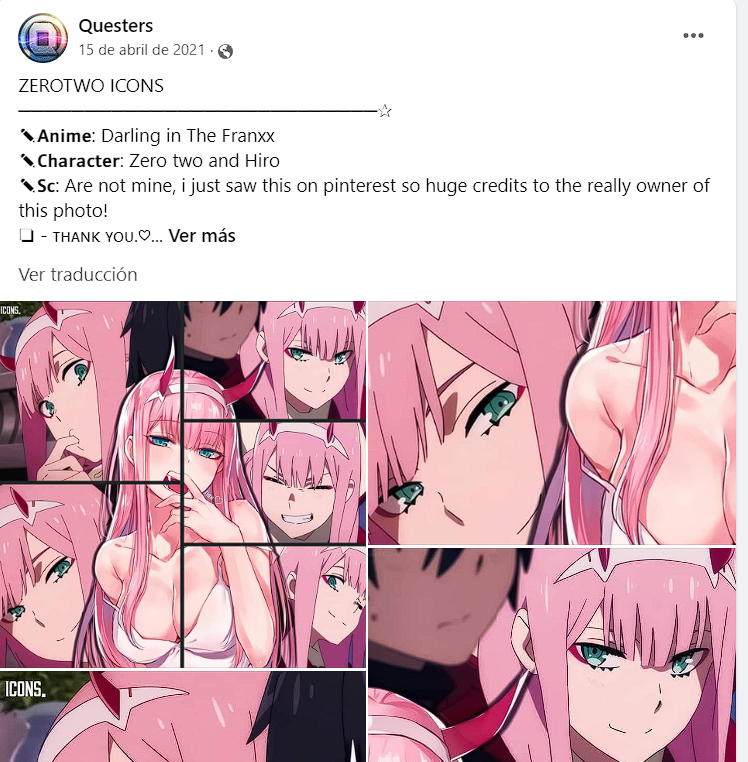 Questers
15 de abril de 2021 ·
ZEROTWO ICONS
────────────────────────────☆
✎Anime: Darling in The Franxx
✎Character: Zero two and Hiro
✎Sc: Are not mine, i just saw this on pinterest so huge credits to the really owner of
this photo!
❏ - ᴛʜᴀɴᴋ ʏᴏᴜ.♡... Ver más
Ver traducción
ICONS.
ICONS.